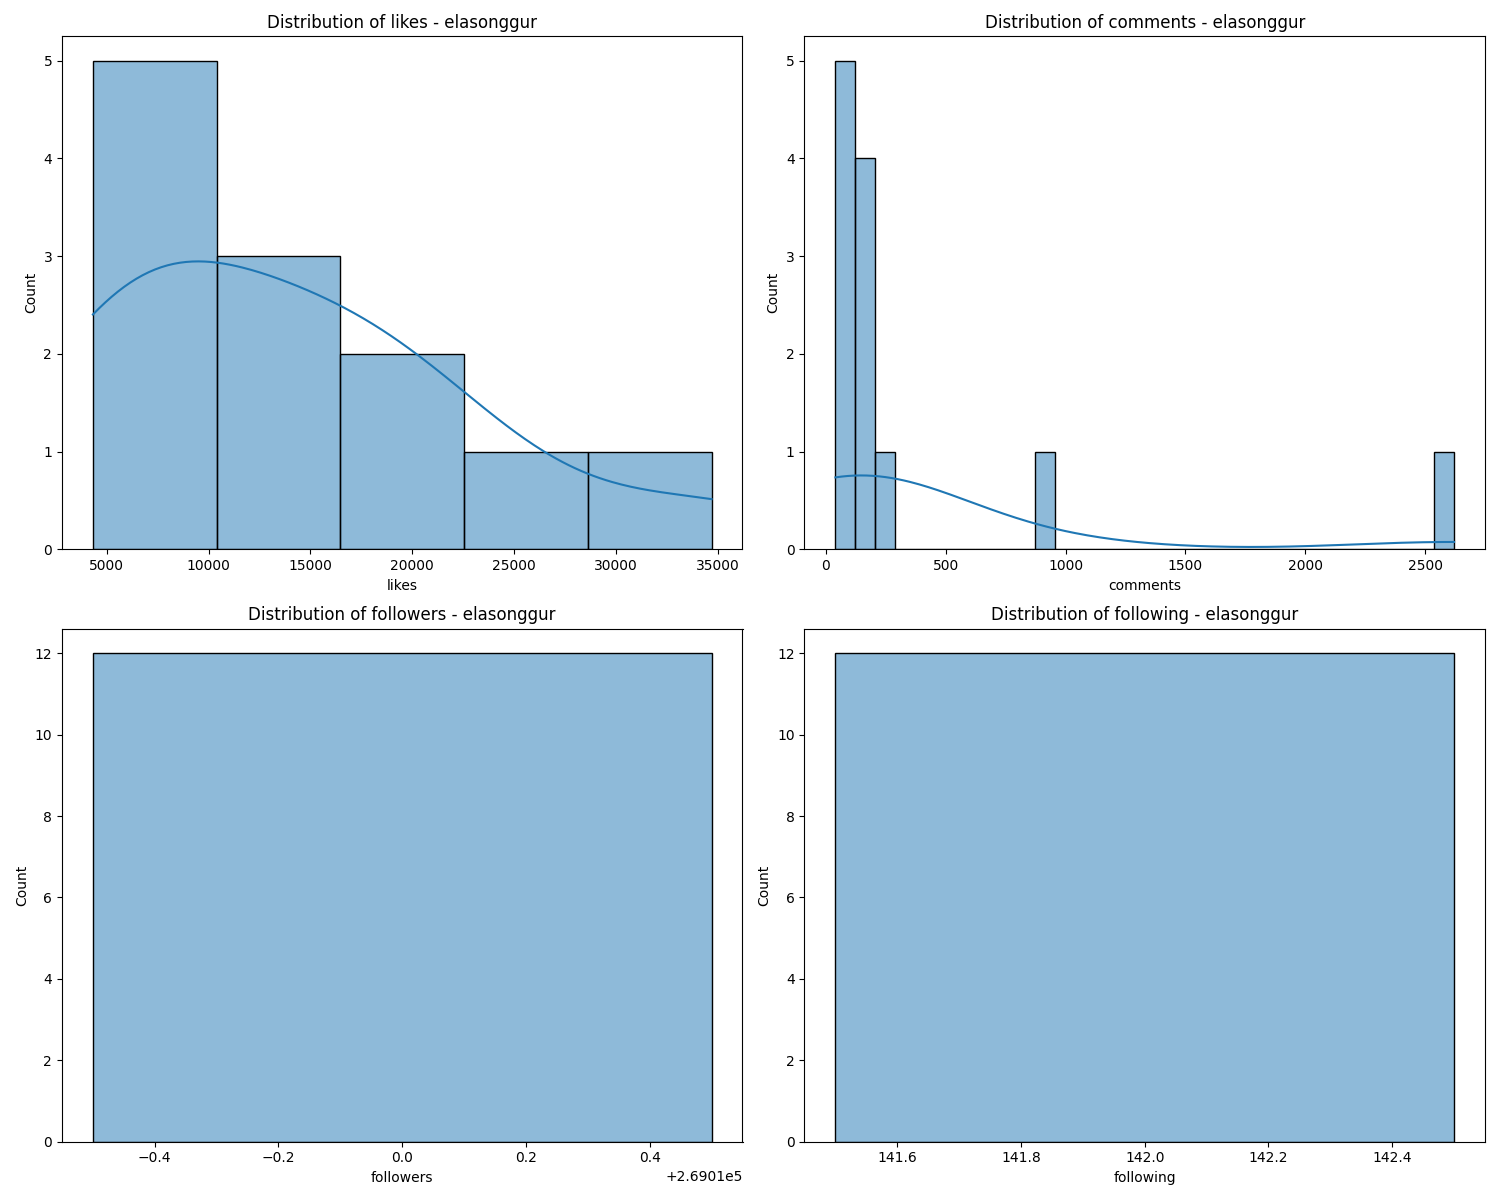 Distribution of likes - elasonggur
5
4
3
2
1
0
Count
5000 10000 15000 20000 25000 30000 35000
likes
Distribution of comments - elasonggur
5
4
3
2
1
0
Count
0 500 1000 1500 2000 2500
comments
Distribution of followers - elasonggur
12
10
8
6
4
2
0
Count
−0.4 −0.2 0.0 0.2 0.4
followers
+2.6901e5
Distribution of following - elasonggur
12
10
8
6
4
2
0
Count
141.6 141.8 142.0 142.2 142.4
following